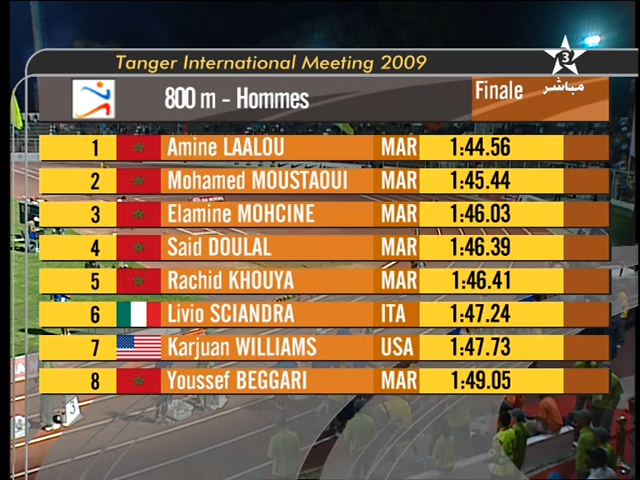 Tanger International Meeting 2009
3
مباشر
800 m - Hommes
Finale
1 Amine LAALOU MAR 1:44.56
2 Mohamed MOUSTAOUI MAR 1:45.44
3 Elamine MOHCINE MAR 1:46.03
4 Said DOULAL MAR 1:46.39
5 Rachid KHOUYA MAR 1:46.41
6 Livio SCIANDRA ITA 1:47.24
7 Karjuan WILLIAMS USA 1:47.73
8 Youssef BEGGARI MAR 1:49.05
3